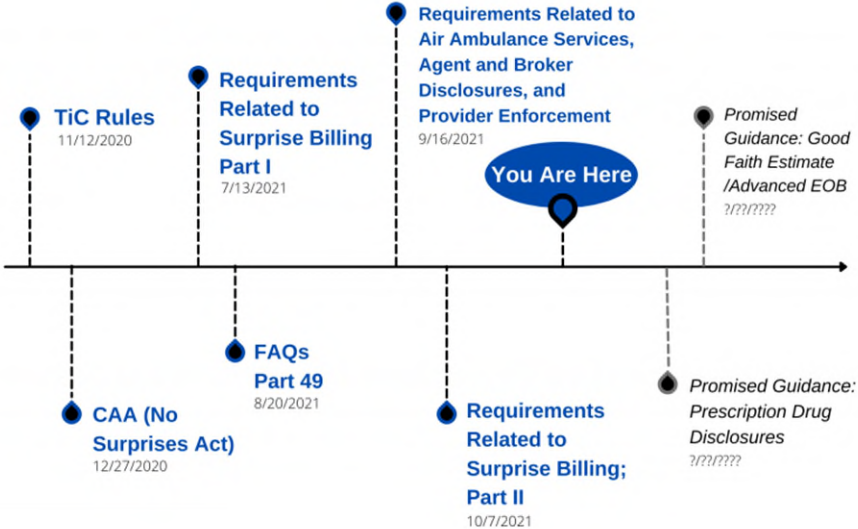 Requirements Related to
Air Ambulance Services,
Agent and Broker
Disclosures, and
Provider Enforcement
9/16/2021
Requirements
Related to
Surprise Billing
Part I
7/13/2021
TiC Rules
11/12/2020
Promised
Guidance: Good
Faith Estimate
/Advanced EOB
?/??/????
You Are Here
FAQs
Part 49
8/20/2021
CAA (No
Surprises Act)
12/27/2020
Requirements
Related to
Surprise Billing;
Part II
10/7/2021
Promised Guidance:
Prescription Drug
Disclosures
?/??/????